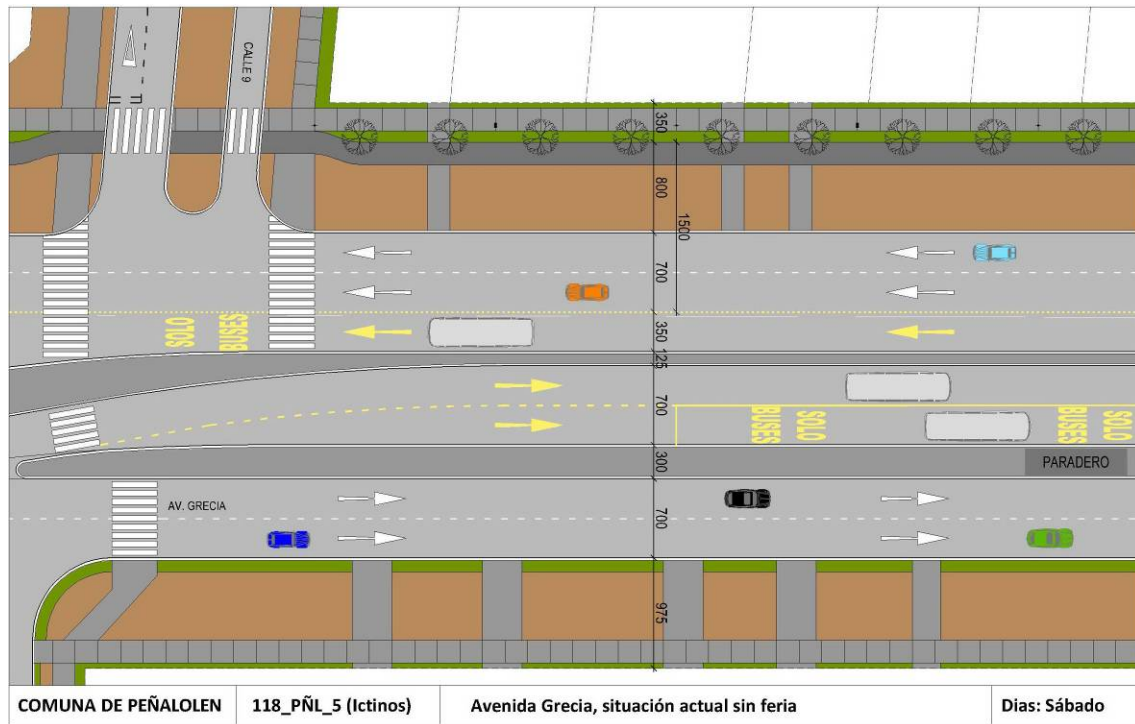 CALLE 9
350
800
1500
700
SOLO
BUSES
350
125
700
BUSES
SOLO
BUSES
SOLO
300
PARADERO
AV. GRECIA
700
975
COMUNA DE PEÑALOLEN
118_PÑL_5 (Ictinos)
Avenida Grecia, situación actual sin feria
Dias: Sábado